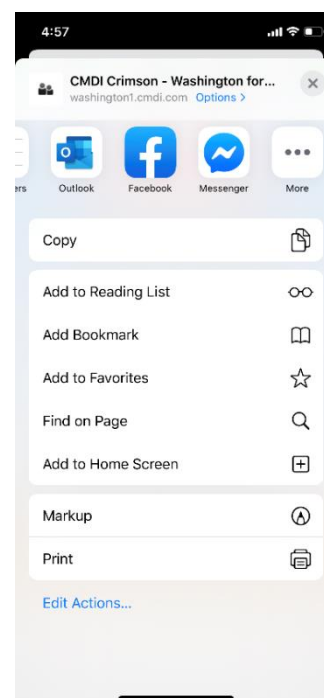 4:57
CMDI Crimson - Washington for...
washington1.cmdi.com Options >
ers Outlook Facebook Messenger More
Copy
Add to Reading List
Add Bookmark
Add to Favorites
Find on Page
Add to Home Screen
Markup
Print
Edit Actions...